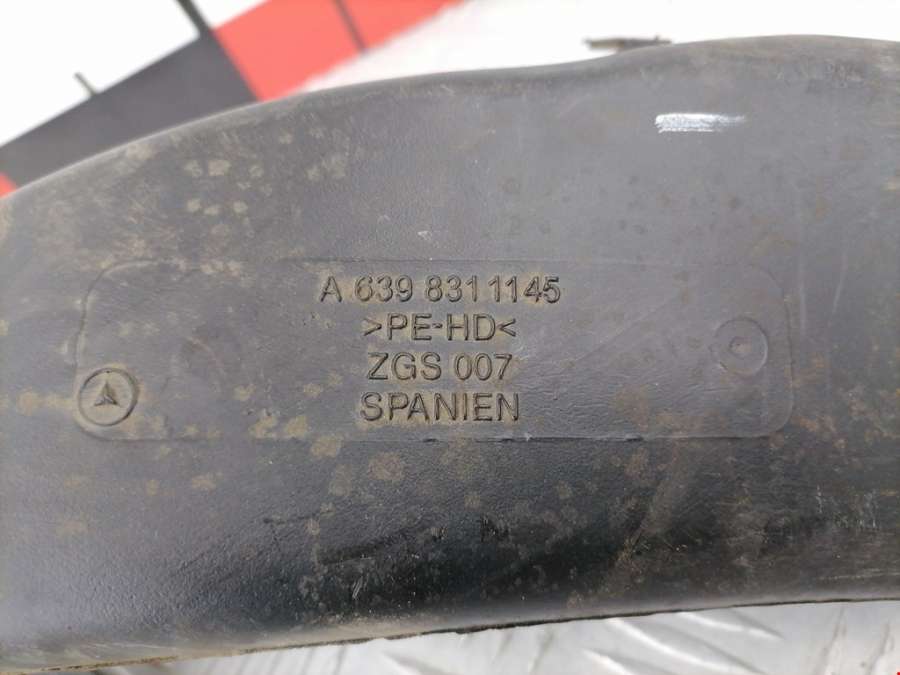 A 639 831 1145
>PE-HD<
ZGS 007
SPANIEN